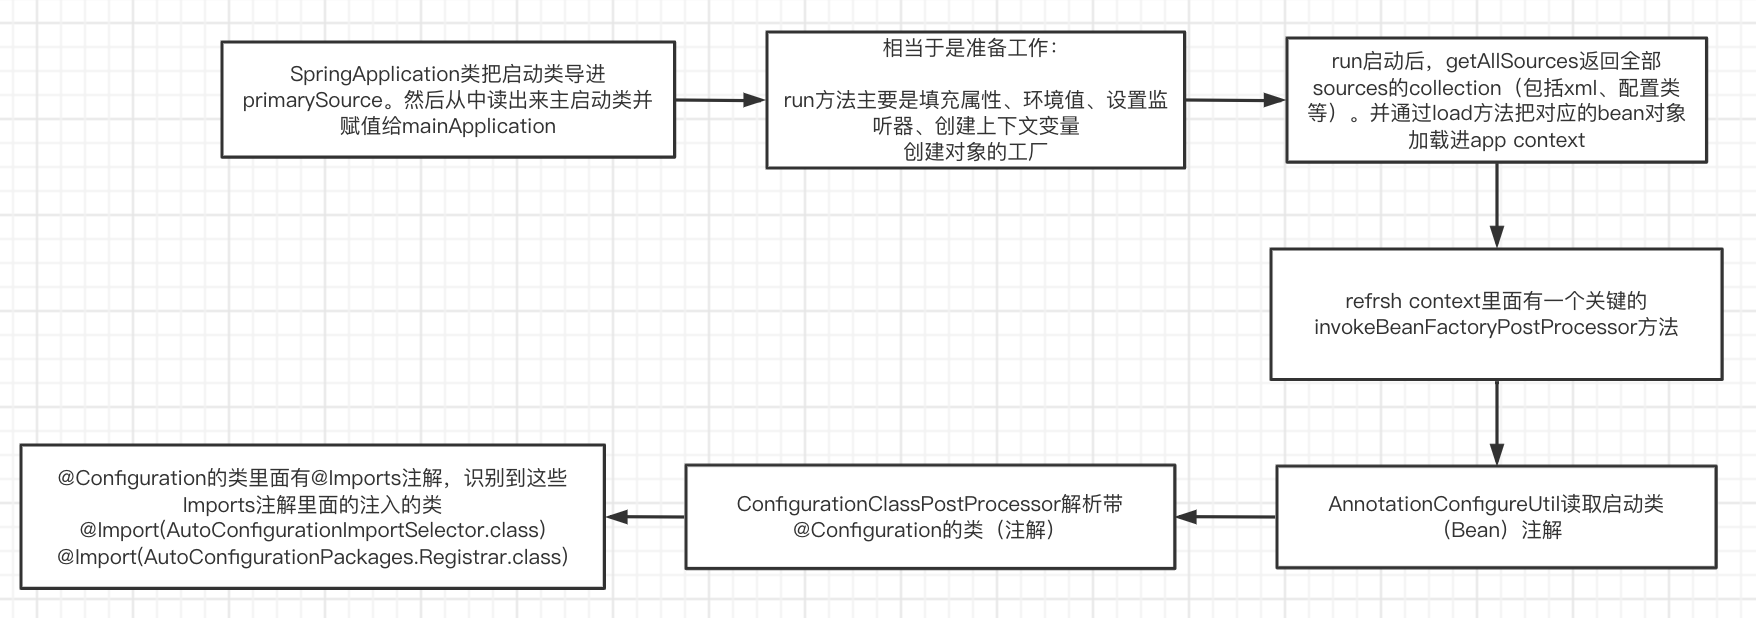 SpringApplication类把启动类导进
primarySource。然后从中读出来主启动类并
赋值给mainApplication
相当于是准备工作：
run方法主要是填充属性、环境值、设置监
听器、创建上下文变量
创建对象的工厂
run启动后，getAllSources返回全部
sources的collection（包括xml、配置类
等）。并通过load方法把对应的bean对象
加载进app context
refrsh context里面有一个关键的
invokeBeanFactoryPostProcessor方法
AnnotationConfigureUtil读取启动类
（Bean）注解
ConfigurationClassPostProcessor解析带
@Configuration的类（注解）
@Configuration的类里面有@Imports注解，识别到这些
Imports注解里面的注入的类
@Import(AutoConfigurationImportSelector.class)
@Import(AutoConfigurationPackages.Registrar.class)